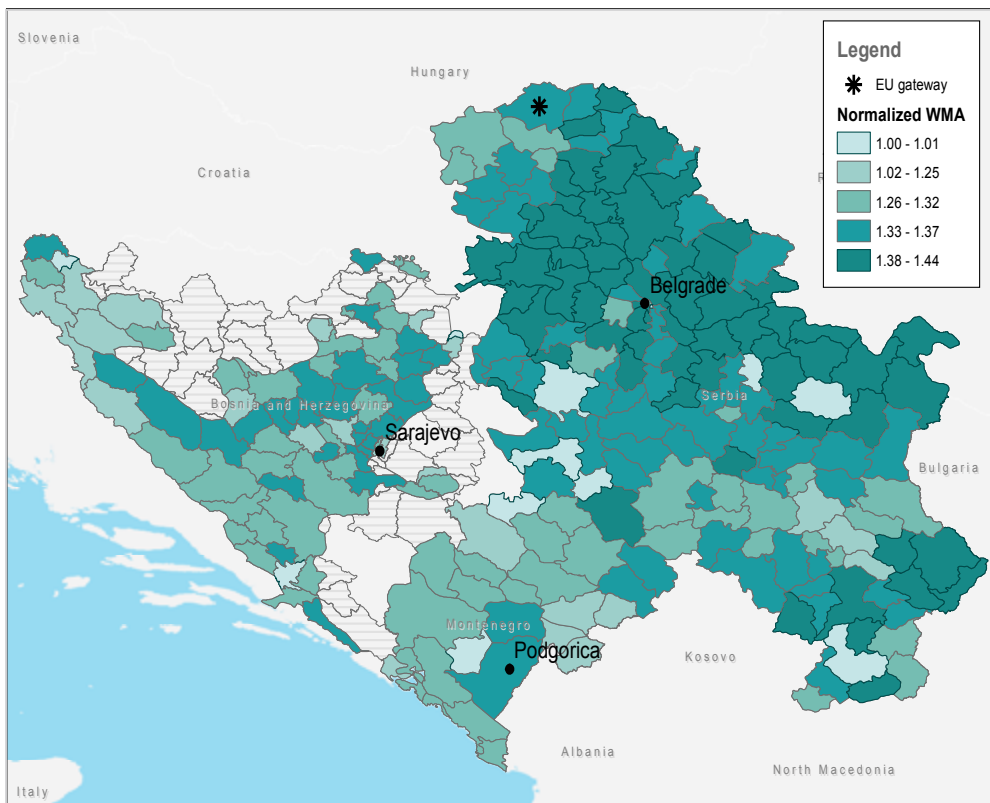 Slovenia
Hungary
Croatia
Legend
EU gateway
Normalized WMA
1.00 - 1.01
1.02 - 1.25
1.26 - 1.32
1.33 - 1.37
1.38 - 1.44
Belgrade
Serbia
Bosnia and Herzegovina
Sarajevo
Bulgaria
Montenegro
Podgorica
Kosovo
Albania
North Macedonia
Italy